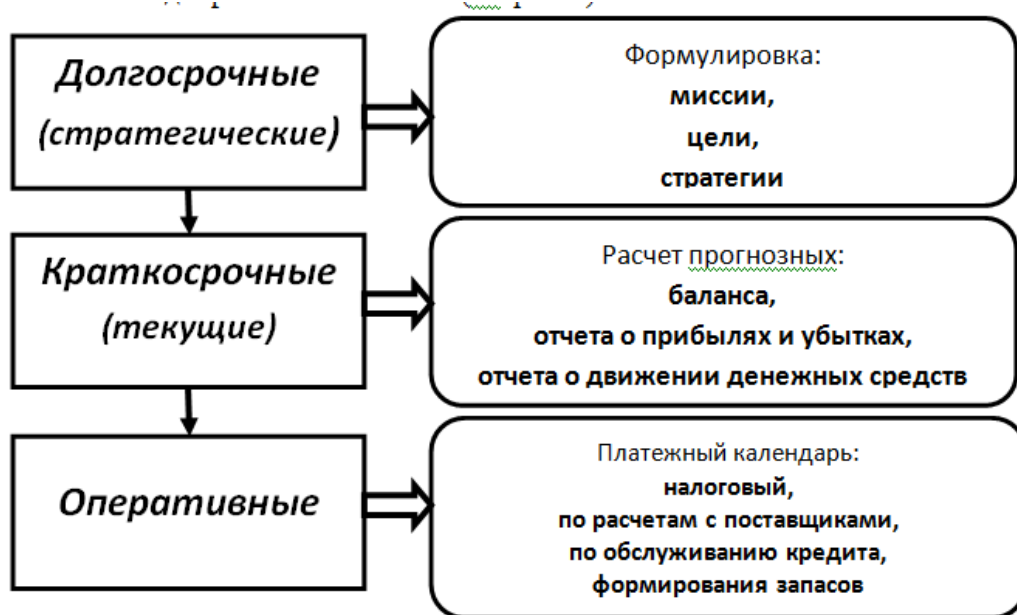 Долгосрочные
(стратегические)
Формулировка:
миссии,
цели,
стратегии
Краткосрочные
(текущие)
Расчет прогнозных:
баланса,
отчета о прибылях и убытках,
отчета о движении денежных средств
Оперативные
Платежный календарь:
налоговый,
по расчетам с поставщиками,
по обслуживанию кредита,
формирования запасов